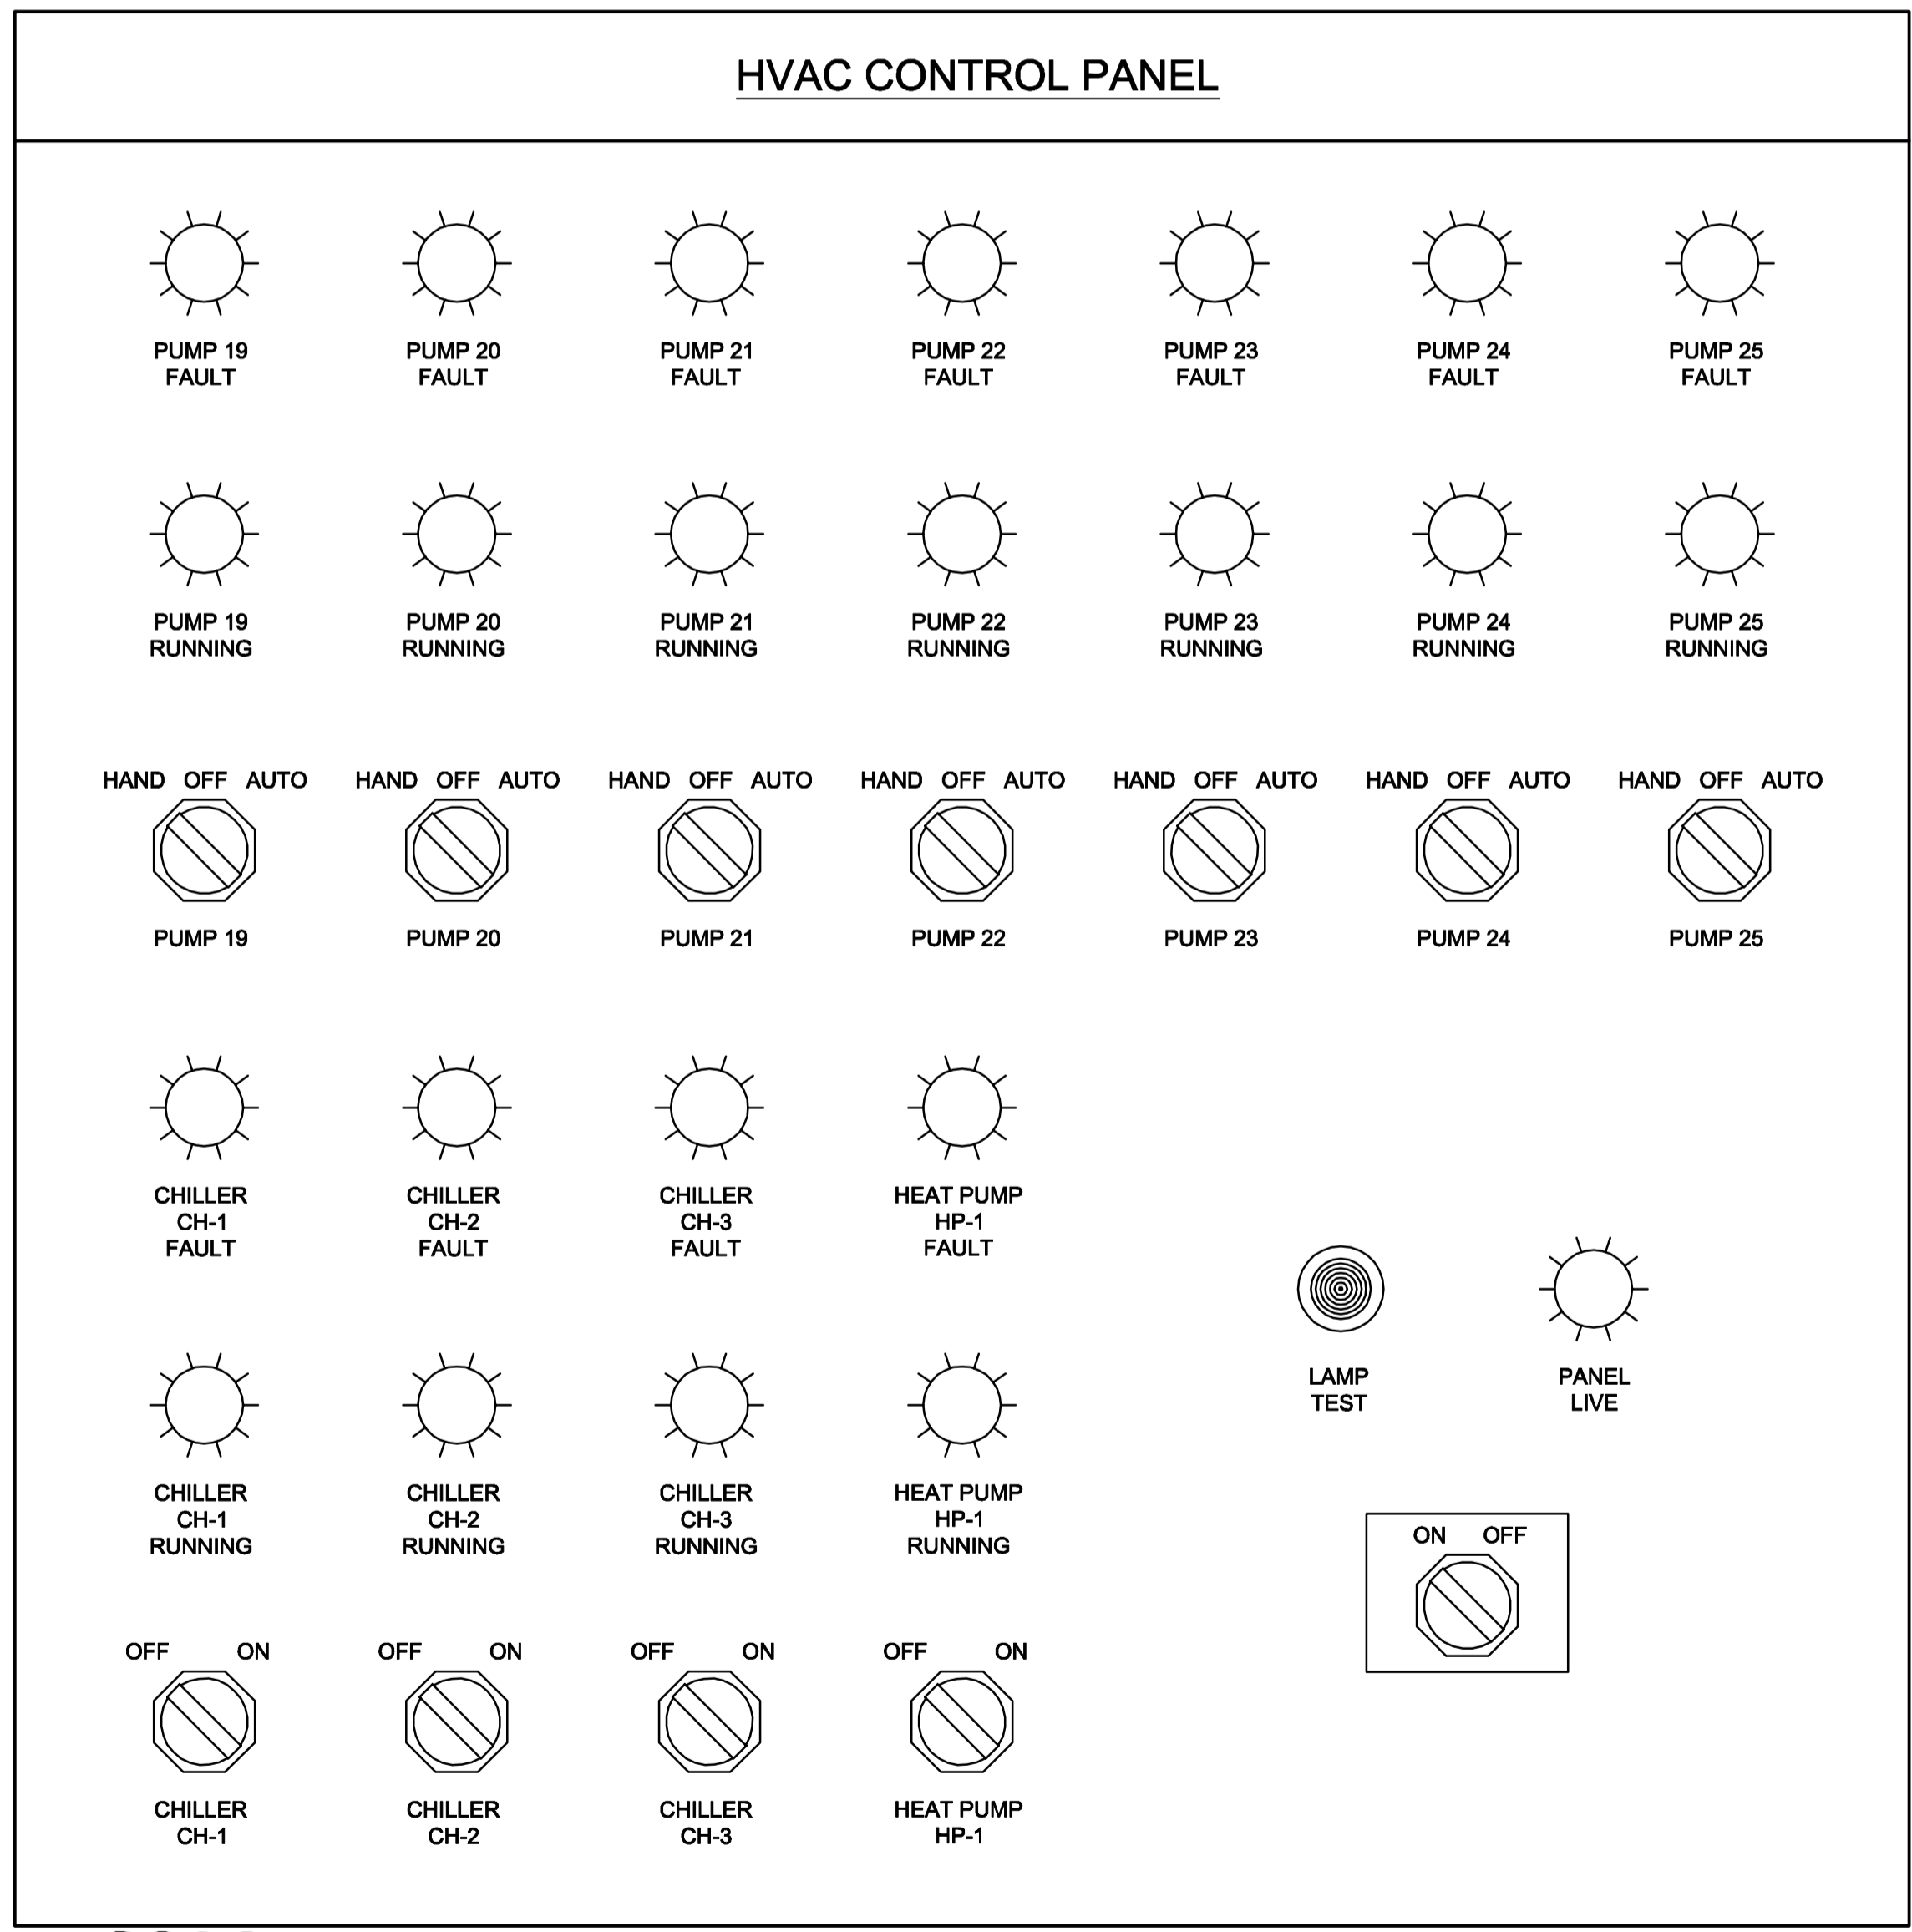 HVAC CONTROL PANEL
PUMP 19 PUMP 20 PUMP 21 PUMP 22 PUMP 23 PUMP 24 PUMP 25
FAULT FAULT FAULT FAULT FAULT FAULT FAULT
PUMP 19 PUMP 20 PUMP 21 PUMP 22 PUMP 23 PUMP 24 PUMP 25
RUNNING RUNNING RUNNING RUNNING RUNNING RUNNING RUNNING
HAND OFF AUTO HAND OFF AUTO HAND OFF AUTO HAND OFF AUTO HAND OFF AUTO HAND OFF AUTO HAND OFF AUTO
PUMP 19 PUMP 20 PUMP 21 PUMP 22 PUMP 23 PUMP 24 PUMP 25
CHILLER CHILLER CHILLER HEAT PUMP
CH-1 CH-2 CH-3 HP-1
FAULT FAULT FAULT FAULT
LAMP PANEL
TEST LIVE
CHILLER CHILLER CHILLER HEAT PUMP
CH-1 CH-2 CH-3 HP-1
RUNNING RUNNING RUNNING RUNNING
ON OFF
OFF ON OFF ON OFF ON OFF ON
CHILLER CHILLER CHILLER HEAT PUMP
CH-1 CH-2 CH-3 HP-1